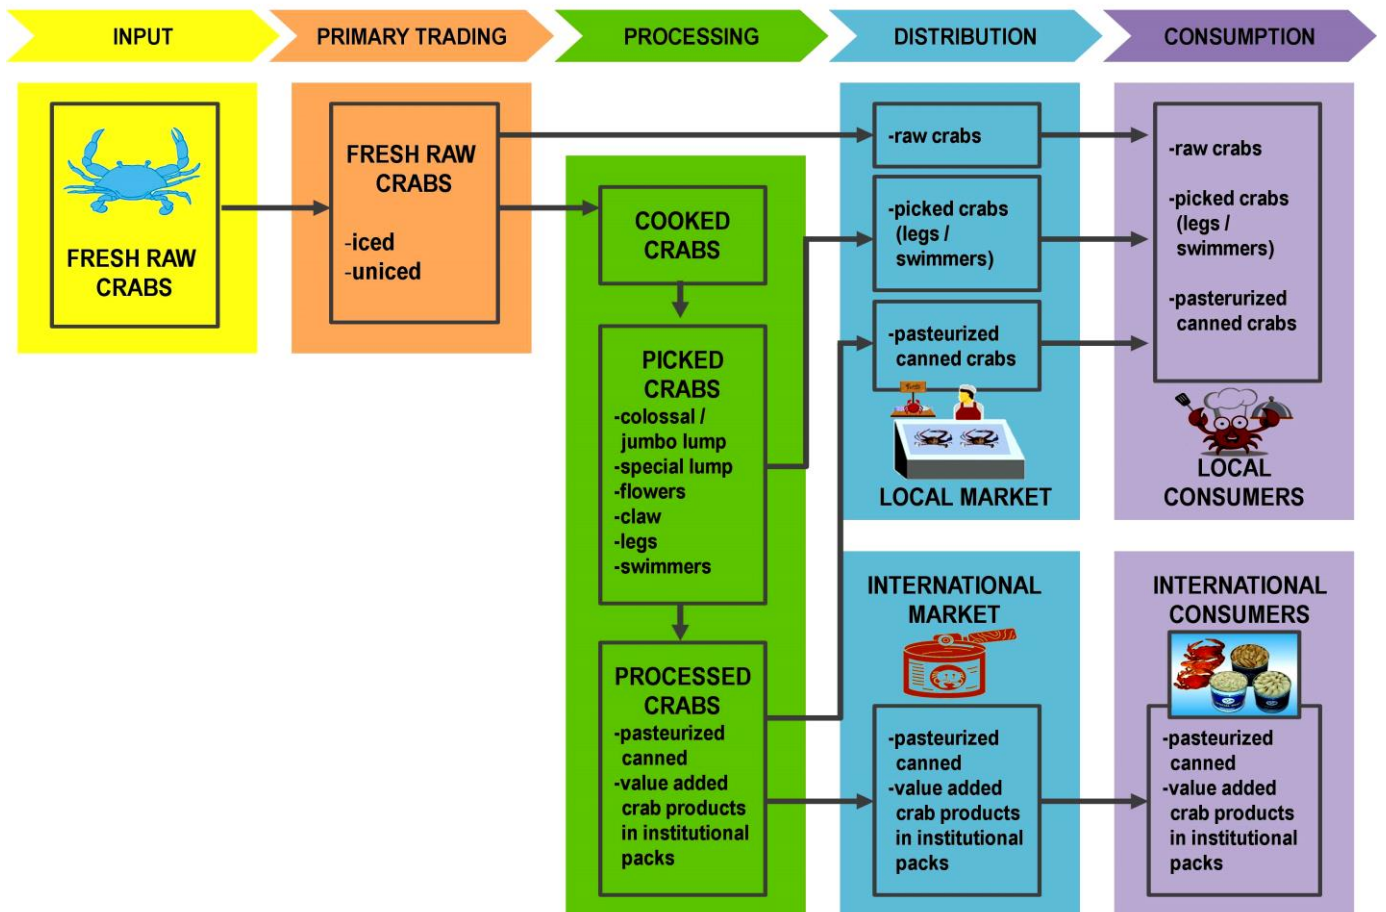 INPUT
PRIMARY TRADING
PROCESSING
DISTRIBUTION
CONSUMPTION
FRESH RAW
CRABS
FRESH RAW
CRABS
-iced
-uniced
COOKED
CRABS
PICKED
CRABS
-colossal /
jumbo lump
-special lump
-flowers
-claw
-legs
-swimmers
PROCESSED
CRABS
-pasteurized
canned
-value added
crab products
in institutional
packs
-raw crabs
-picked crabs
(legs /
swimmers)
-pasteurized
canned crabs
LOCAL MARKET
INTERNATIONAL
MARKET
-pasteurized
canned
-value added
crab products
in institutional
packs
-raw crabs
-picked crabs
(legs /
swimmers)
-pasterurized
canned crabs
LOCAL
CONSUMERS
INTERNATIONAL
CONSUMERS
-pasteurized
canned
-value added
crab products
in institutional
packs